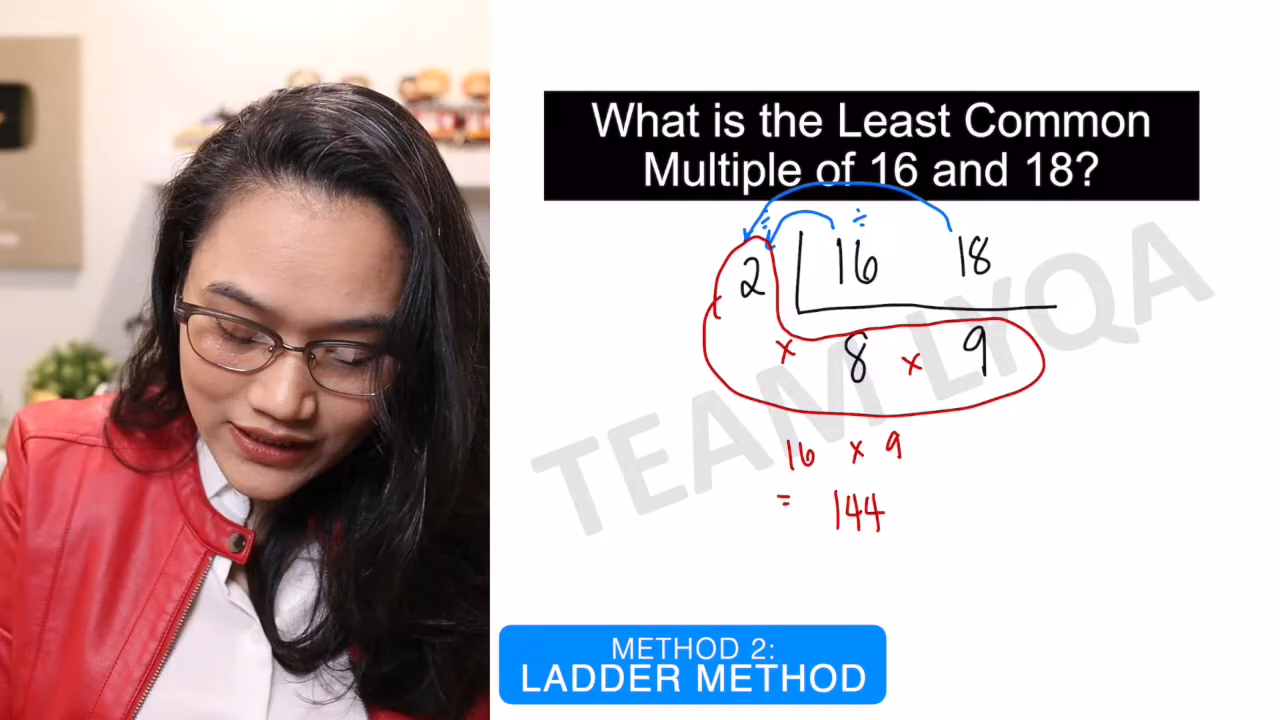 What is the Least Common
Multiple of 16 and 18?
÷ ÷
2 16 18
× 8 × 9
16 × 9
= 144
TEAM LYQA
METHOD 2:
LADDER METHOD